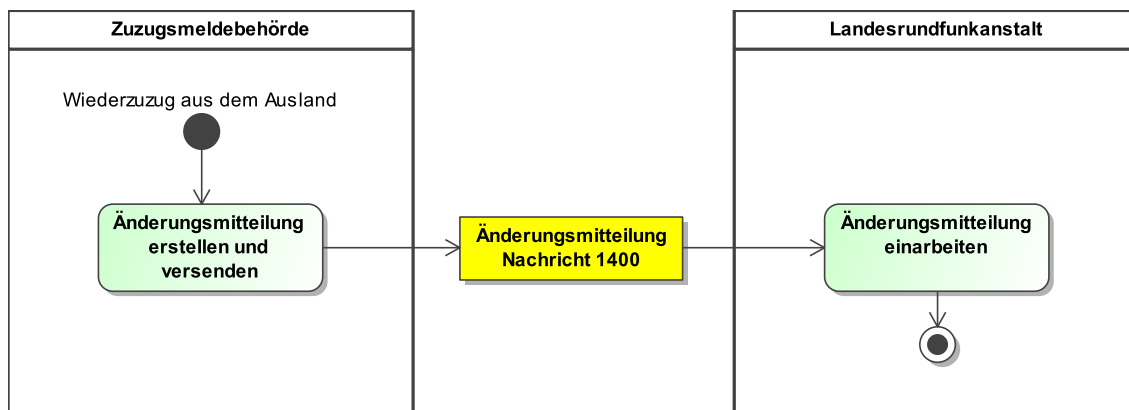 Zuzugsmeldebehörde
Landesrundfunkanstalt
Wiederzuzug aus dem Ausland
Änderungsmitteilung
erstellen und
versenden
Änderungsmitteilung
Nachricht 1400
Änderungsmitteilung
einarbeiten